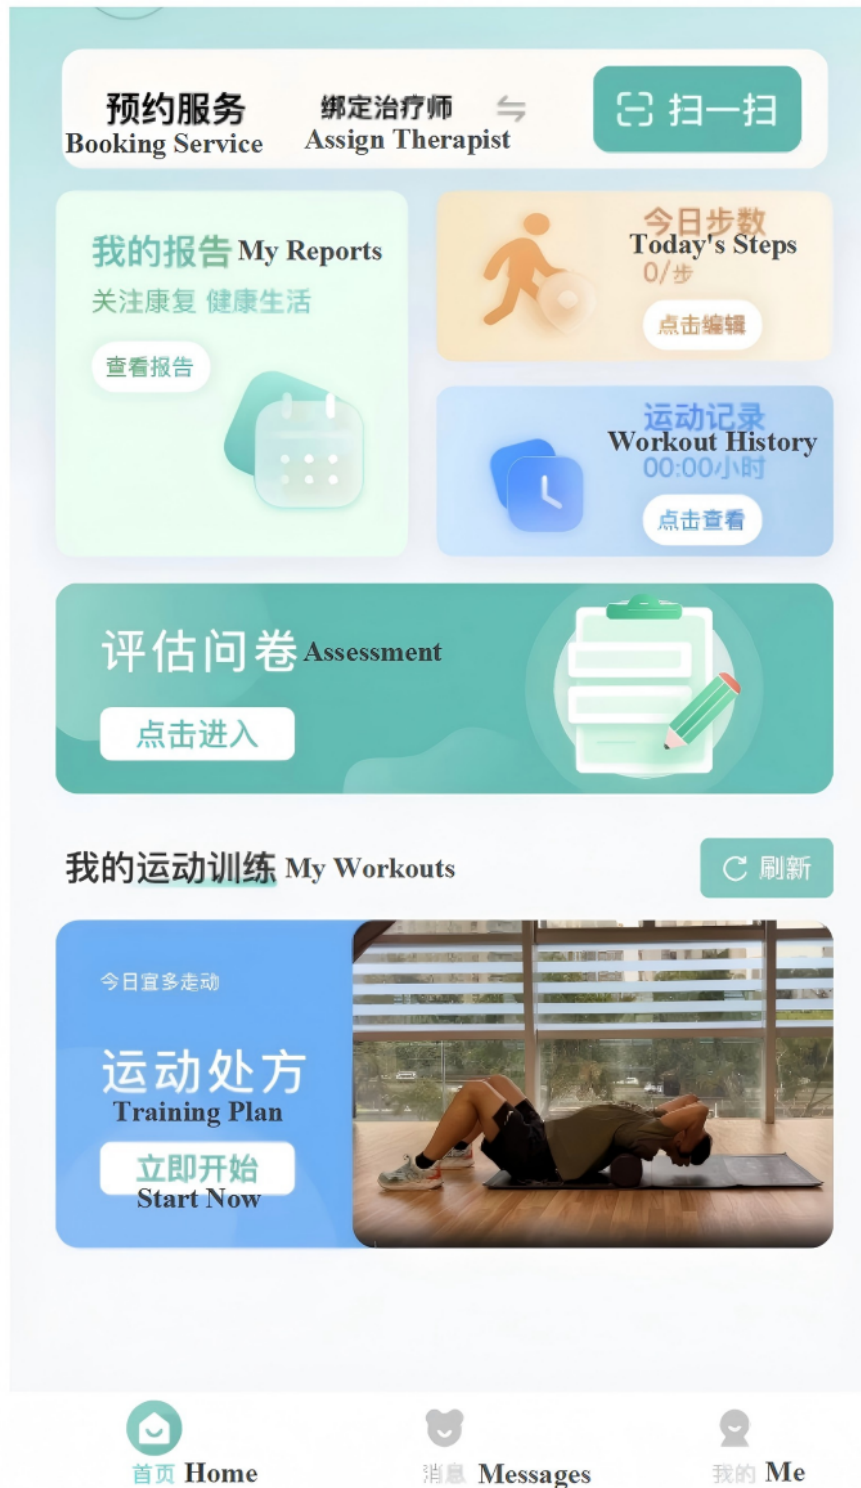 预约服务
Booking Service
绑定治疗师
Assign Therapist
扫一扫
我的报告 My Reports
关注康复 健康生活
查看报告
今日步数
Today's Steps
0/步
点击编辑
运动记录
Workout History
00:00小时
点击查看
评估问卷 Assessment
点击进入
我的运动训练 My Workouts
刷新
今日宜多走动
运动处方
Training Plan
立即开始
Start Now
首页 Home
消息 Messages
我的 Me